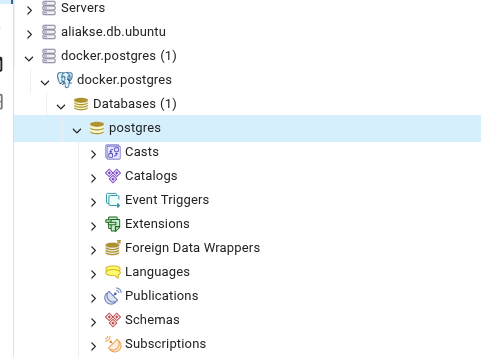 Servers
aliakse.db.ubuntu
docker.postgres (1)
docker.postgres
Databases (1)
postgres
Casts
Catalogs
Event Triggers
Extensions
Foreign Data Wrappers
Languages
Publications
Schemas
Subscriptions